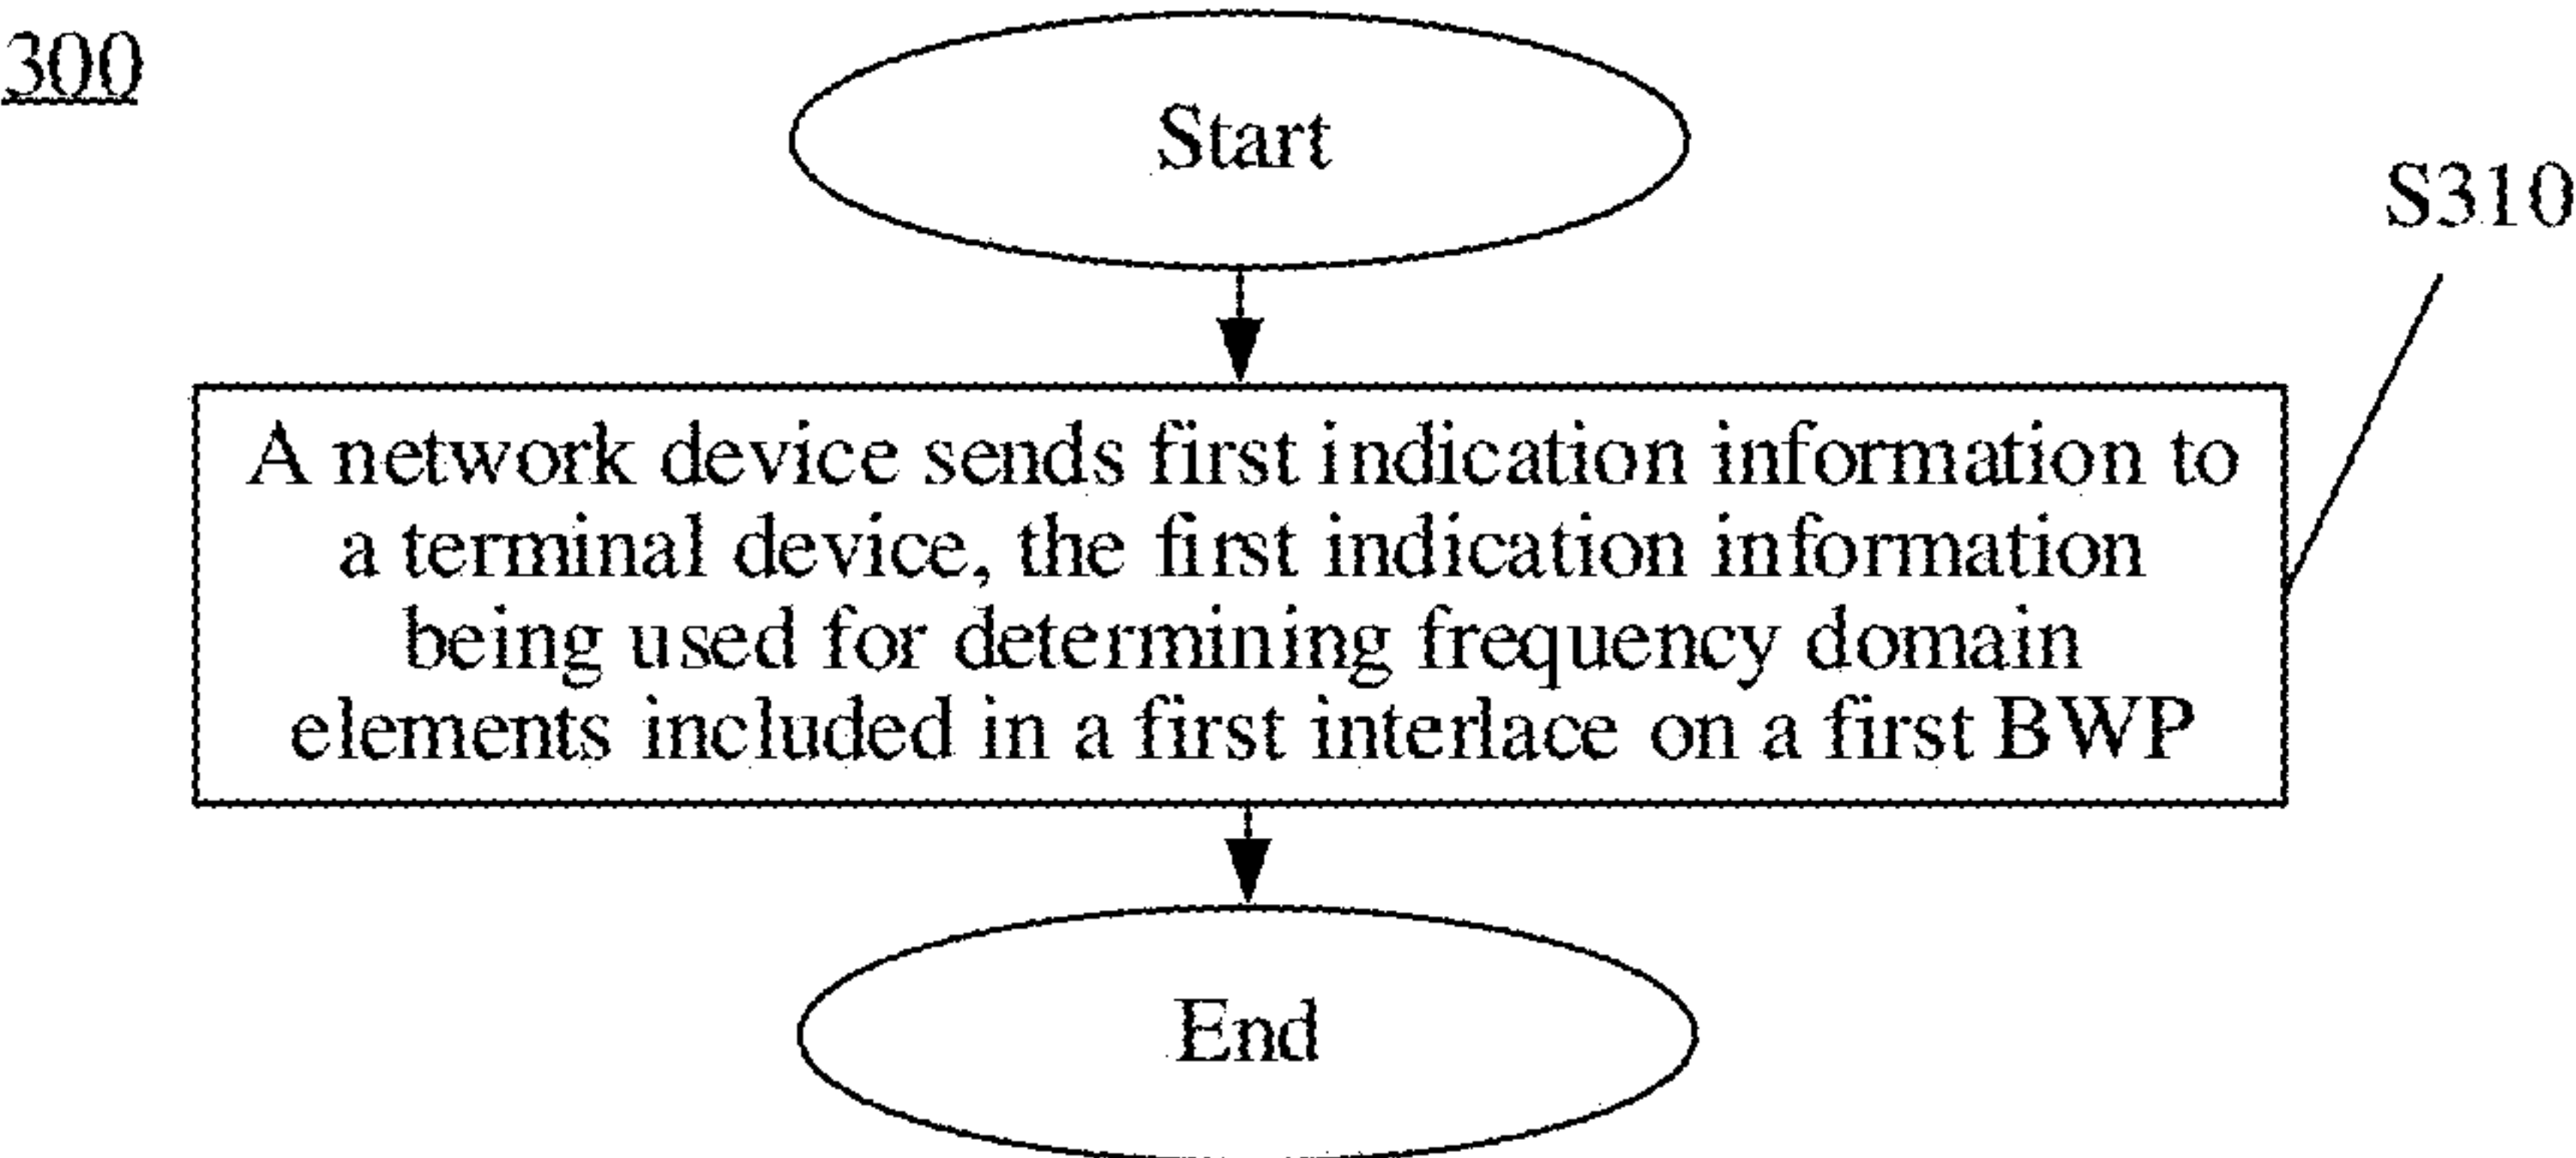 300
Start
S310
A network device sends first indication information to
a terminal device, the first indication information
being used for determining frequency domain
elements included in a first interlace on a first BWP
End